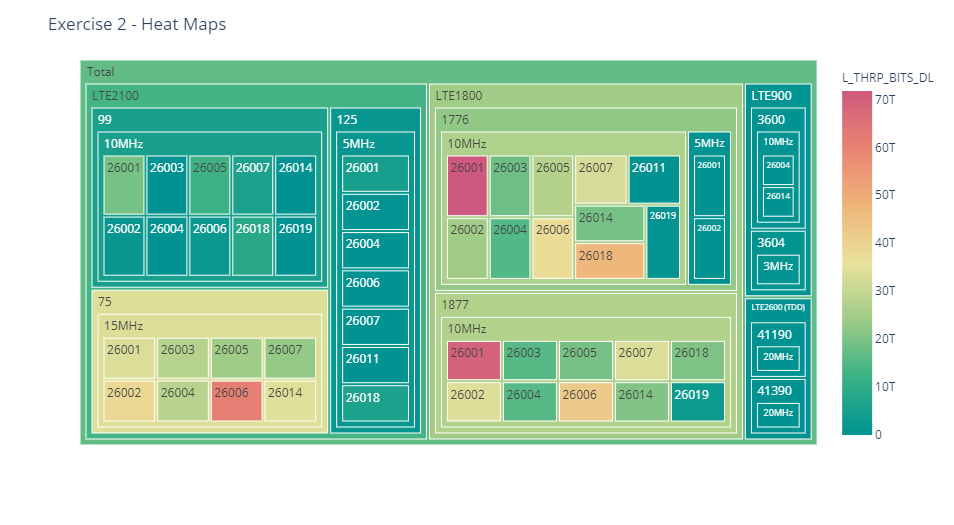 Exercise 2 - Heat Maps
L_THRP_BITS_DL
70T
60T
50T
40T
30T
20T
10T
0
Total
LTE2100
99
10MHz
26001 26003 26005 26007 26014
26002 26004 26006 26018 26019
75
15MHz
26001 26003 26005 26007
26002 26004 26006 26014
125
5MHz
26001
26002
26004
26006
26007
26011
26018
LTE1800
1776
10MHz
26001 26003 26005 26007 26011
26002 26004 26006 26014 26019
26018
5MHz
26001
26002
1877
10MHz
26001 26003 26005 26007 26018
26002 26004 26006 26014 26019
LTE900
3600
10MHz
26004
26014
3604
3MHz
LTE2600 (TDD)
41190
20MHz
41390
20MHz